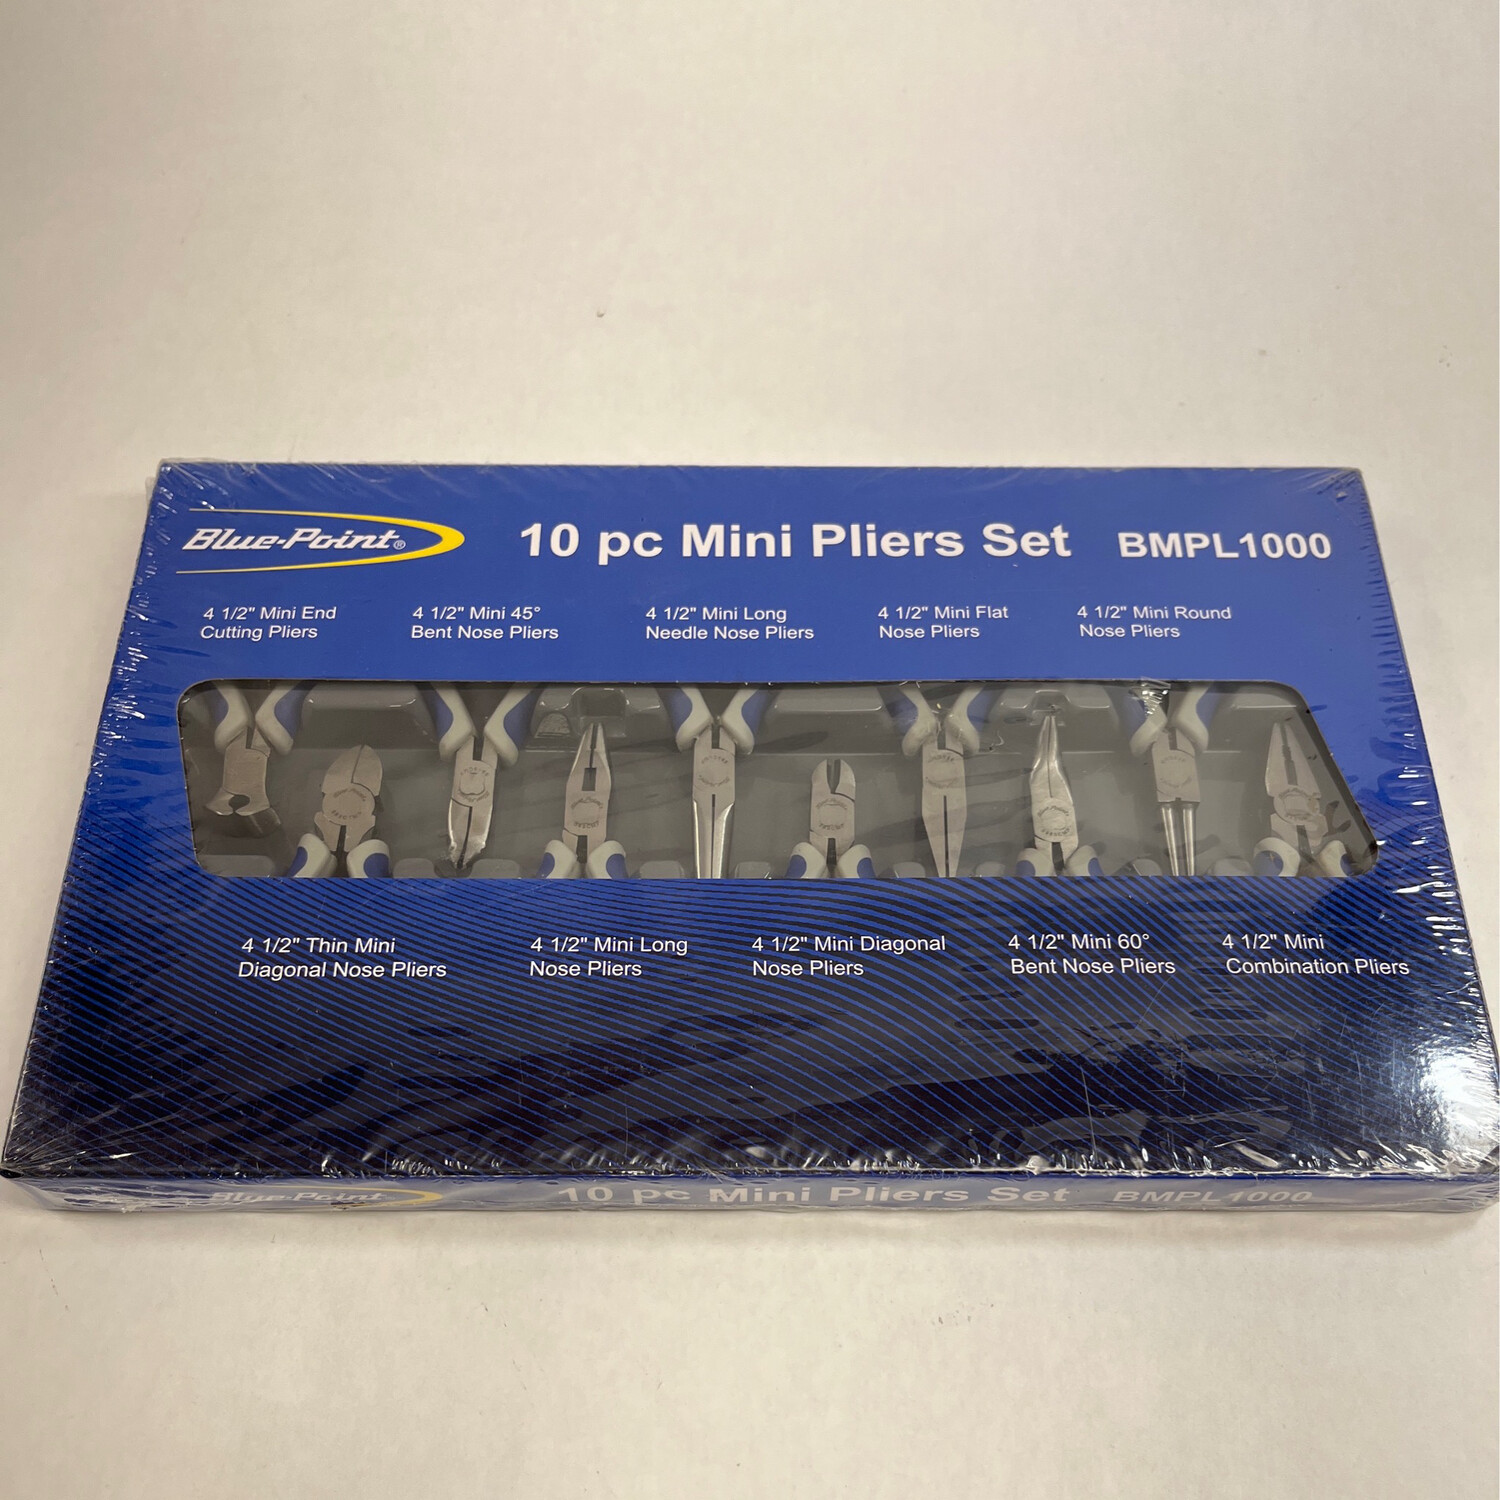 Blue-Point®
10 pc Mini Pliers Set BMPL1000
4 1/2" Mini End
Cutting Pliers
4 1/2" Mini 45°
Bent Nose Pliers
4 1/2" Mini Long
Needle Nose Pliers
4 1/2" Mini Flat
Nose Pliers
4 1/2" Mini Round
Nose Pliers
4 1/2" Thin Mini
Diagonal Nose Pliers
4 1/2" Mini Long
Nose Pliers
4 1/2" Mini Diagonal
Nose Pliers
4 1/2" Mini 60°
Bent Nose Pliers
4 1/2" Mini
Combination Pliers
Blue-Point 10 pc Mini Pliers Set BMPL1000